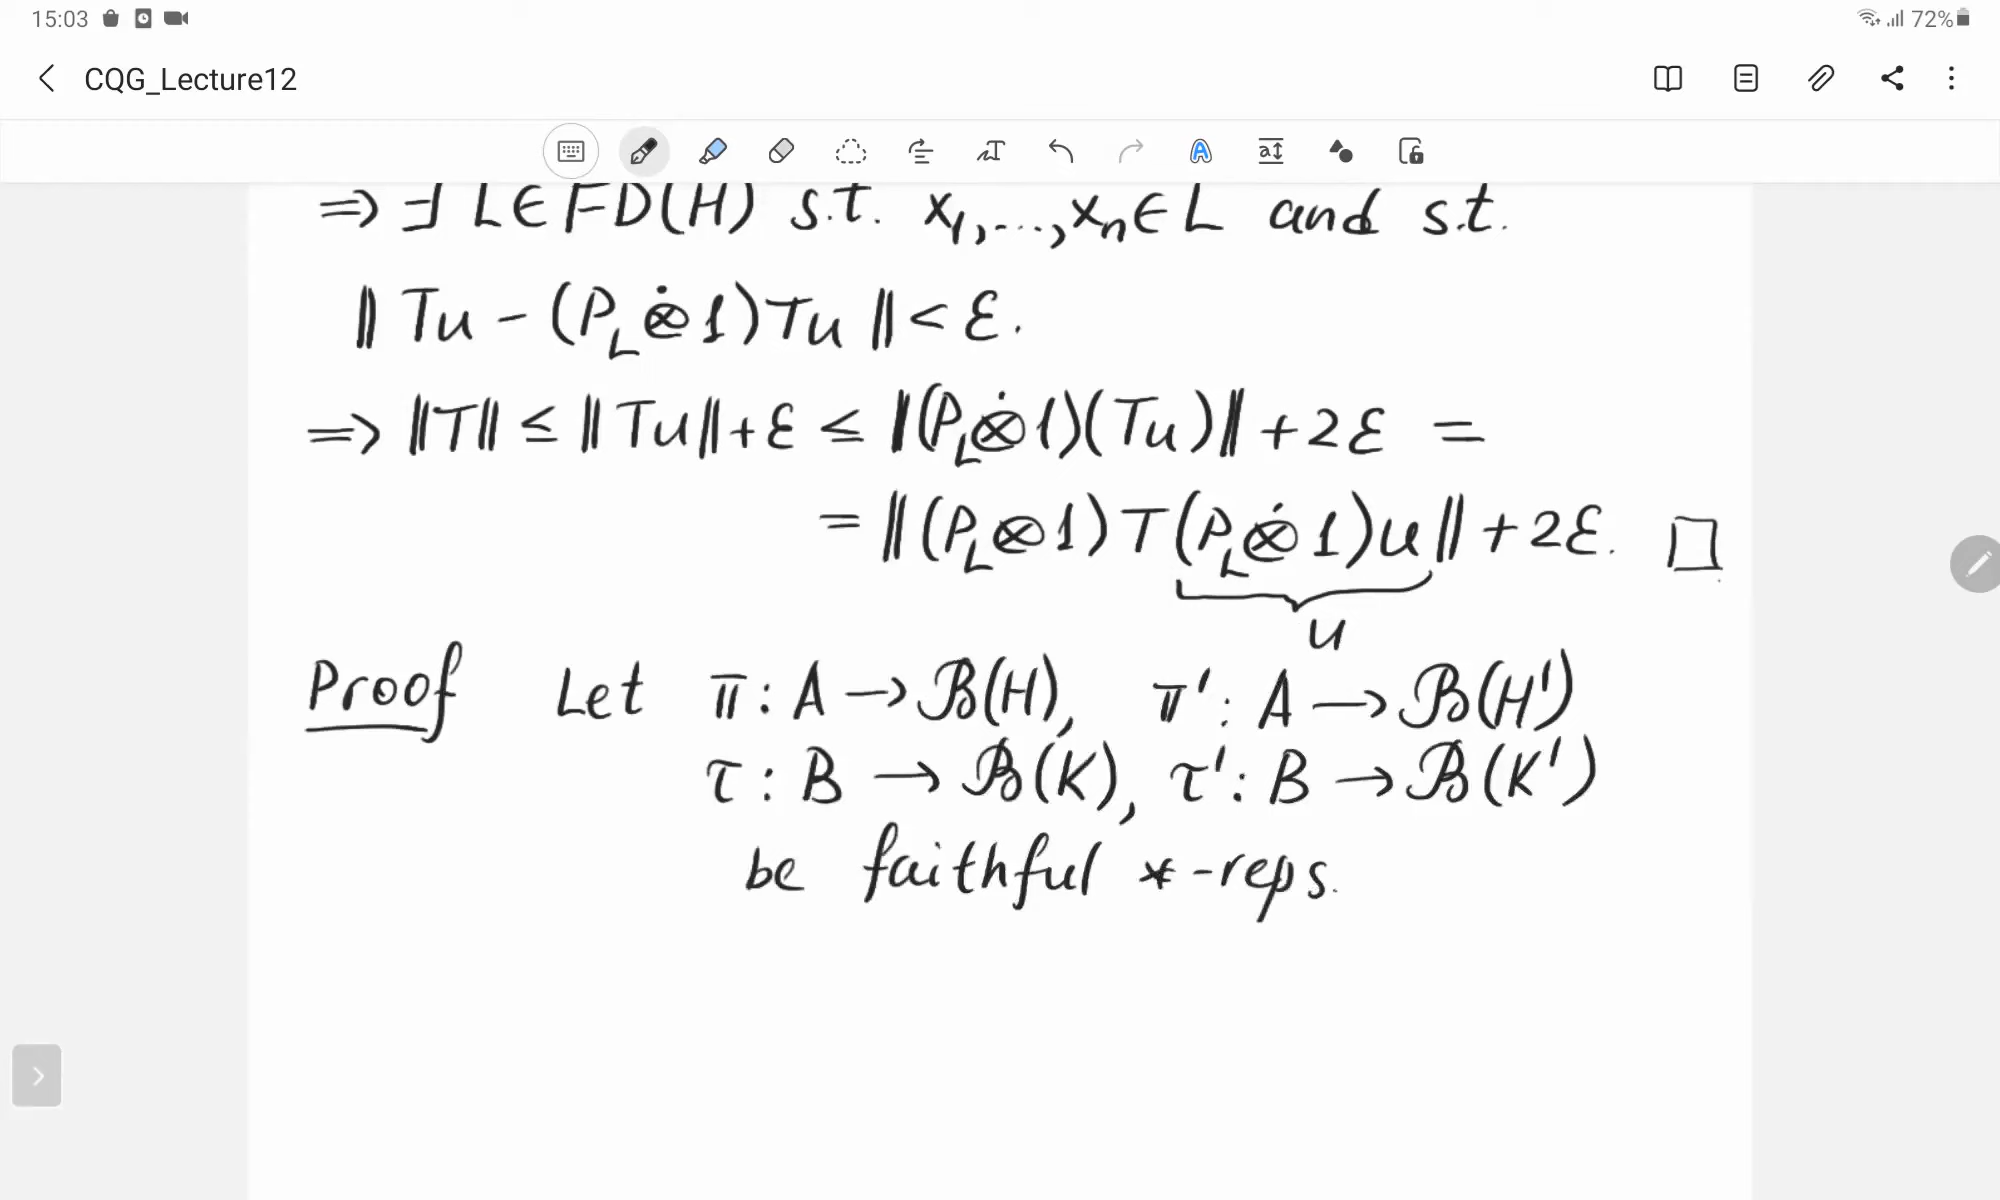 15:03 72%
CQG_Lecture12
⇒ ∃ L ∈ FD(H) s.t. x₁,...,xₙ ∈ L and s.t.
‖Tu − (P_L ⊗̇ 1)Tu‖ < ε.
⇒ ‖T‖ ≤ ‖Tu‖ + ε ≤ ‖(P_L ⊗̇ 1)(Tu)‖ + 2ε =
= ‖(P_L ⊗ 1) T (P_L ⊗̇ 1)u‖ + 2ε. □
u
Proof Let π: A → B(H), π': A → B(H')
τ: B → B(K), τ': B → B(K')
be faithful *-reps.